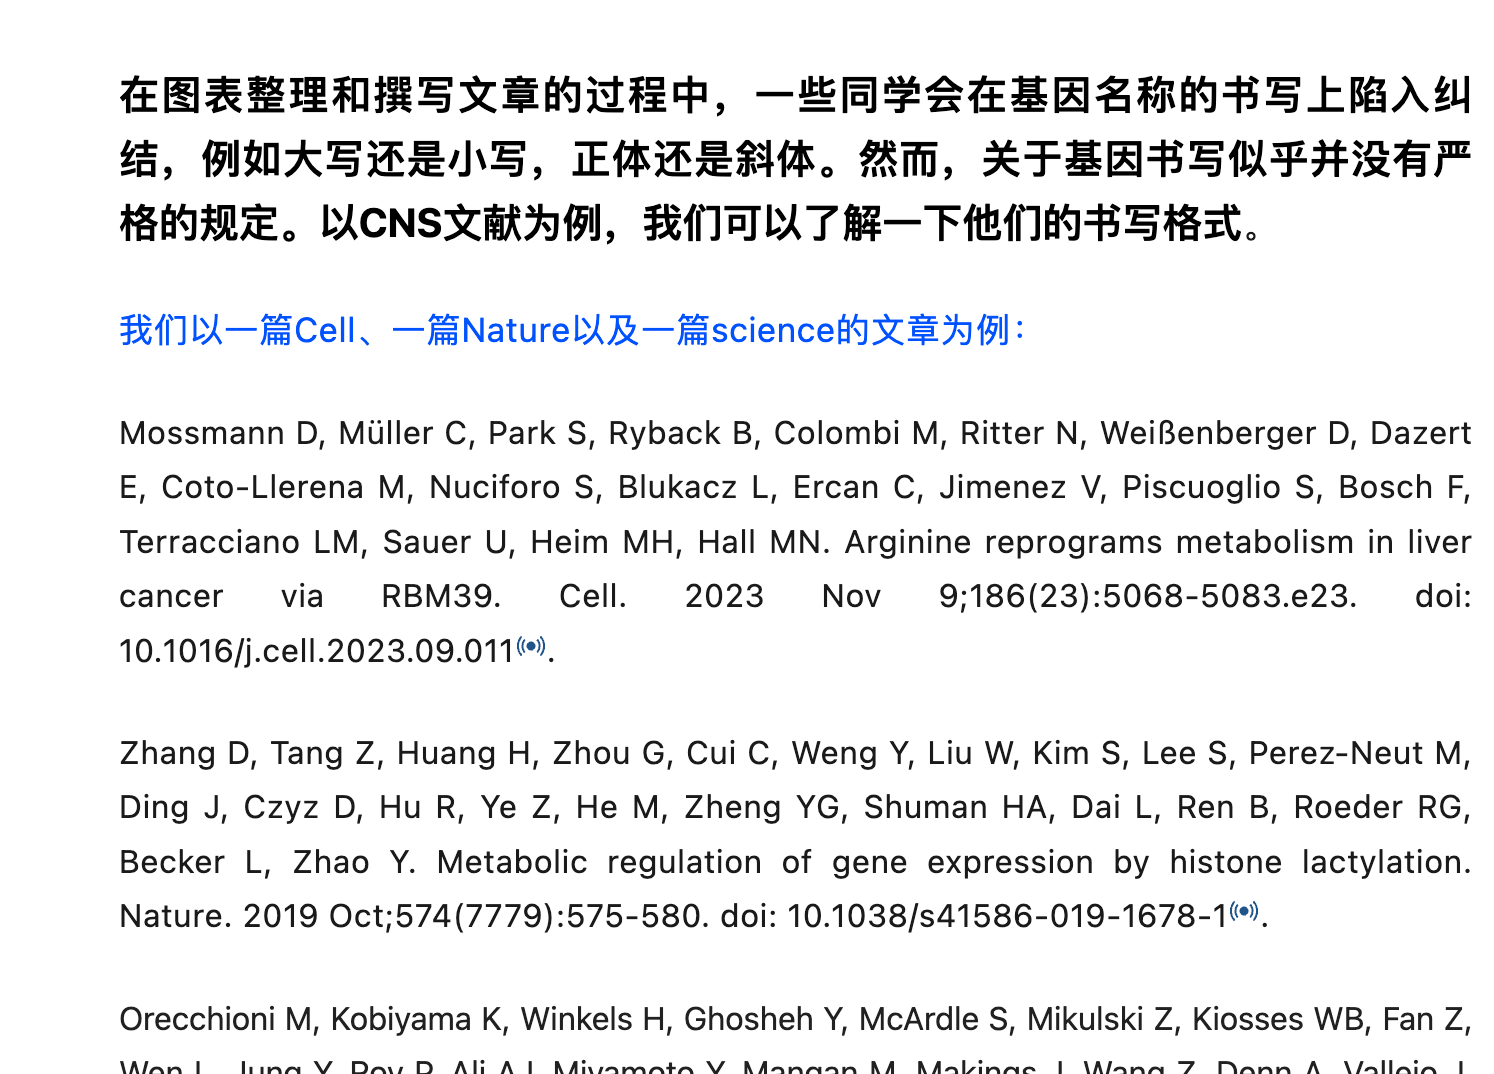 在图表整理和撰写文章的过程中，一些同学会在基因名称的书写上陷入纠
结，例如大写还是小写，正体还是斜体。然而，关于基因书写似乎并没有严
格的规定。以CNS文献为例，我们可以了解一下他们的书写格式。
我们以一篇Cell、一篇Nature以及一篇science的文章为例：
Mossmann D, Müller C, Park S, Ryback B, Colombi M, Ritter N, Weißenberger D, Dazert
E, Coto-Llerena M, Nuciforo S, Blukacz L, Ercan C, Jimenez V, Piscuoglio S, Bosch F,
Terracciano LM, Sauer U, Heim MH, Hall MN. Arginine reprograms metabolism in liver
cancer via RBM39. Cell. 2023 Nov 9;186(23):5068-5083.e23. doi:
10.1016/j.cell.2023.09.011.
Zhang D, Tang Z, Huang H, Zhou G, Cui C, Weng Y, Liu W, Kim S, Lee S, Perez-Neut M,
Ding J, Czyz D, Hu R, Ye Z, He M, Zheng YG, Shuman HA, Dai L, Ren B, Roeder RG,
Becker L, Zhao Y. Metabolic regulation of gene expression by histone lactylation.
Nature. 2019 Oct;574(7779):575-580. doi: 10.1038/s41586-019-1678-1.
Orecchioni M, Kobiyama K, Winkels H, Ghosheh Y, McArdle S, Mikulski Z, Kiosses WB, Fan Z,
Wen L, Jung Y, Roy P, Ali AJ, Miyamoto Y, Mangan M, Makings J, Wang Z, Denn A, Vallejo J,